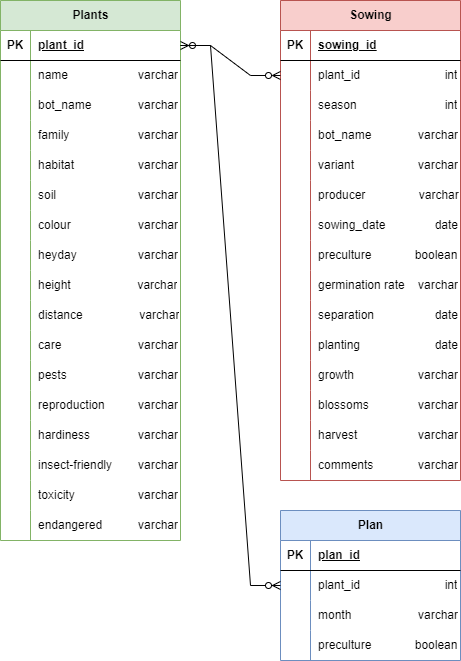 Plants
PK plant_id
name varchar
bot_name varchar
family varchar
habitat varchar
soil varchar
colour varchar
heyday varchar
height varchar
distance varchar
care varchar
pests varchar
reproduction varchar
hardiness varchar
insect-friendly varchar
toxicity varchar
endangered varchar
Sowing
PK sowing_id
plant_id int
season int
bot_name varchar
variant varchar
producer varchar
sowing_date date
preculture boolean
germination rate varchar
separation date
planting date
growth varchar
blossoms varchar
harvest varchar
comments varchar
Plan
PK plan_id
plant_id int
month varchar
preculture boolean